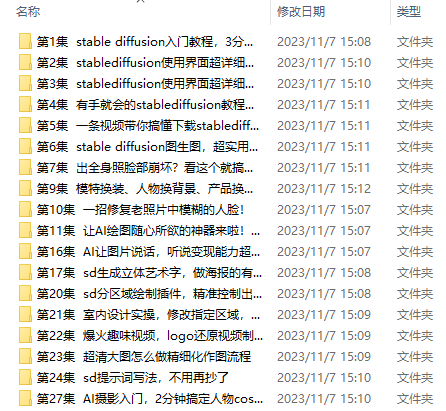 名称 修改日期 类型
第1集 stable diffusion入门教程，3分... 2023/11/7 15:08 文件夹
第2集 stablediffusion使用界面超详细... 2023/11/7 15:10 文件夹
第3集 stablediffusion使用界面超详细... 2023/11/7 15:10 文件夹
第4集 有手就会的stablediffusion教程... 2023/11/7 15:11 文件夹
第5集 一条视频带你搞懂下载stablediff... 2023/11/7 15:11 文件夹
第6集 stable diffusion图生图，超实用... 2023/11/7 15:11 文件夹
第7集 出全身照脸部崩坏？看这个就搞... 2023/11/7 15:11 文件夹
第9集 模特换装、人物换背景、产品换... 2023/11/7 15:12 文件夹
第10集 一招修复老照片中模糊的人脸！ 2023/11/7 15:07 文件夹
第11集 让AI绘图随心所欲的神器来啦！... 2023/11/7 15:07 文件夹
第16集 AI让图片说话，听说变现能力超... 2023/11/7 15:07 文件夹
第17集 sd生成立体艺术字，做海报的有... 2023/11/7 15:08 文件夹
第20集 sd分区域绘制插件，精准控制出... 2023/11/7 15:08 文件夹
第21集 室内设计实操，修改指定区域，... 2023/11/7 15:09 文件夹
第22集 爆火趣味视频，logo还原视频制... 2023/11/7 15:09 文件夹
第23集 超清大图怎么做精细化作图流程 2023/11/7 15:09 文件夹
第24集 sd提示词写法，不用再抄了 2023/11/7 15:10 文件夹
第27集 AI摄影入门，2分钟搞定人物cos... 2023/11/7 15:10 文件夹